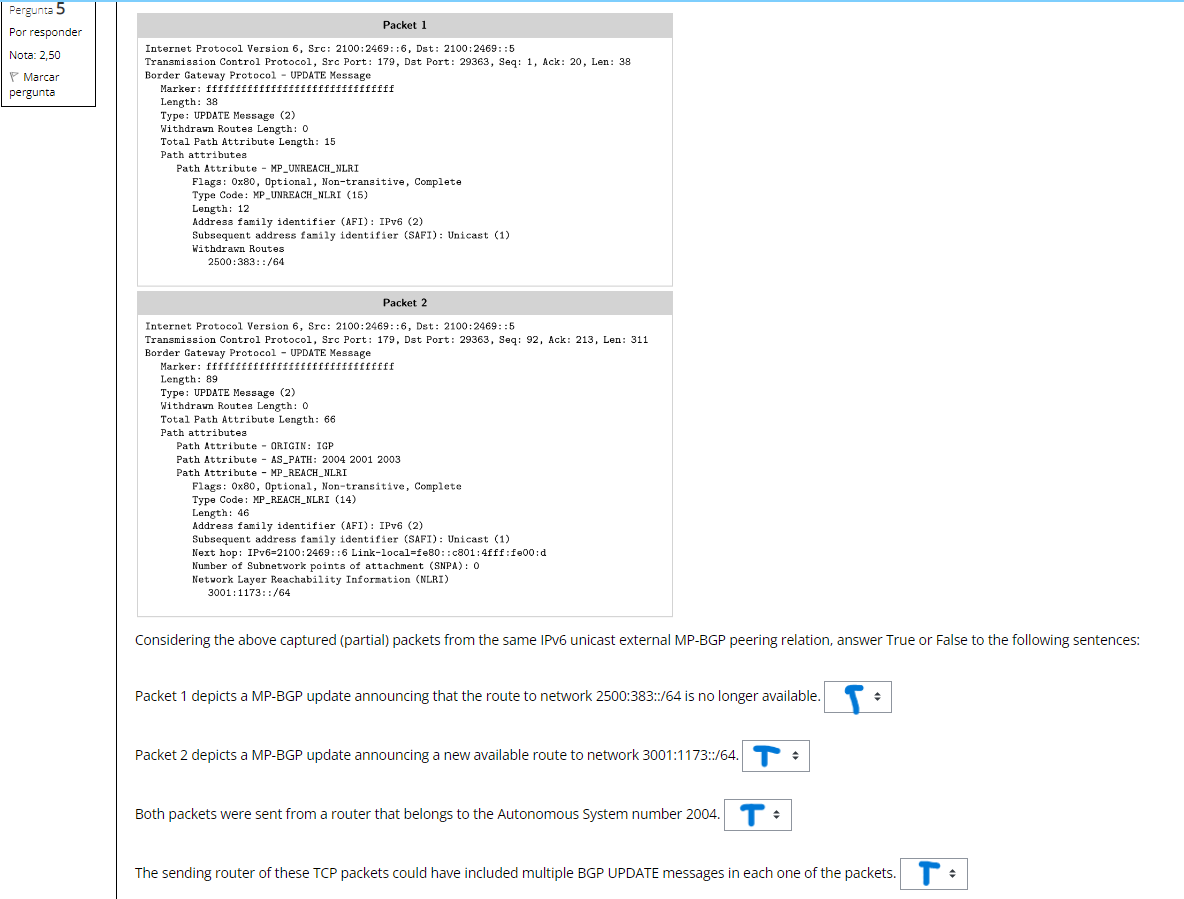 Pergunta 5
Por responder
Nota: 2,50
Marcar
pergunta
Packet 1
Internet Protocol Version 6, Src: 2100:2469::6, Dst: 2100:2469::5
Transmission Control Protocol, Src Port: 179, Dst Port: 29363, Seq: 1, Ack: 20, Len: 38
Border Gateway Protocol - UPDATE Message
Marker: ffffffffffffffffffffffffffffffff
Length: 38
Type: UPDATE Message (2)
Withdrawn Routes Length: 0
Total Path Attribute Length: 15
Path attributes
Path Attribute - MP_UNREACH_NLRI
Flags: 0x80, Optional, Non-transitive, Complete
Type Code: MP_UNREACH_NLRI (15)
Length: 12
Address family identifier (AFI): IPv6 (2)
Subsequent address family identifier (SAFI): Unicast (1)
Withdrawn Routes
2500:383::/64
Packet 2
Internet Protocol Version 6, Src: 2100:2469::6, Dst: 2100:2469::5
Transmission Control Protocol, Src Port: 179, Dst Port: 29363, Seq: 92, Ack: 213, Len: 311
Border Gateway Protocol - UPDATE Message
Marker: ffffffffffffffffffffffffffffffff
Length: 89
Type: UPDATE Message (2)
Withdrawn Routes Length: 0
Total Path Attribute Length: 66
Path attributes
Path Attribute - ORIGIN: IGP
Path Attribute - AS_PATH: 2004 2001 2003
Path Attribute - MP_REACH_NLRI
Flags: 0x80, Optional, Non-transitive, Complete
Type Code: MP_REACH_NLRI (14)
Length: 46
Address family identifier (AFI): IPv6 (2)
Subsequent address family identifier (SAFI): Unicast (1)
Next hop: IPv6=2100:2469::6 Link-local=fe80::c801:4fff:fe00:d
Number of Subnetwork points of attachment (SNPA): 0
Network Layer Reachability Information (NLRI)
3001:1173::/64
Considering the above captured (partial) packets from the same IPv6 unicast external MP-BGP peering relation, answer True or False to the following sentences:
Packet 1 depicts a MP-BGP update announcing that the route to network 2500:383::/64 is no longer available. T
Packet 2 depicts a MP-BGP update announcing a new available route to network 3001:1173::/64. T
Both packets were sent from a router that belongs to the Autonomous System number 2004. T
The sending router of these TCP packets could have included multiple BGP UPDATE messages in each one of the packets. T